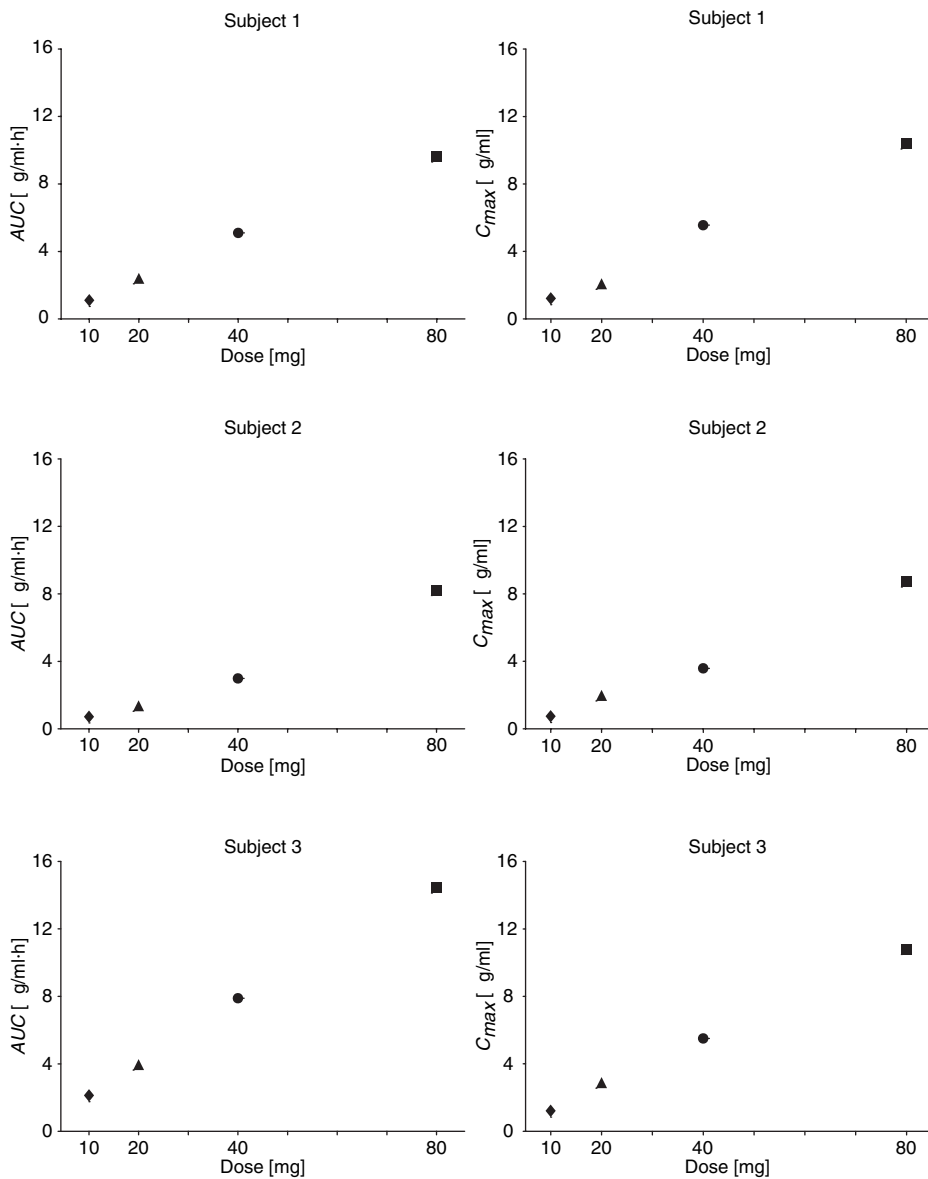 Subject 1
16
12
8
4
0
AUC [ g/ml·h]
10 20 40 80
Dose [mg]
Subject 1
16
12
8
4
0
Cmax [ g/ml]
10 20 40 80
Dose [mg]
Subject 2
16
12
8
4
0
AUC [ g/ml·h]
10 20 40 80
Dose [mg]
Subject 2
16
12
8
4
0
Cmax [ g/ml]
10 20 40 80
Dose [mg]
Subject 3
16
12
8
4
0
AUC [ g/ml·h]
10 20 40 80
Dose [mg]
Subject 3
16
12
8
4
0
Cmax [ g/ml]
10 20 40 80
Dose [mg]